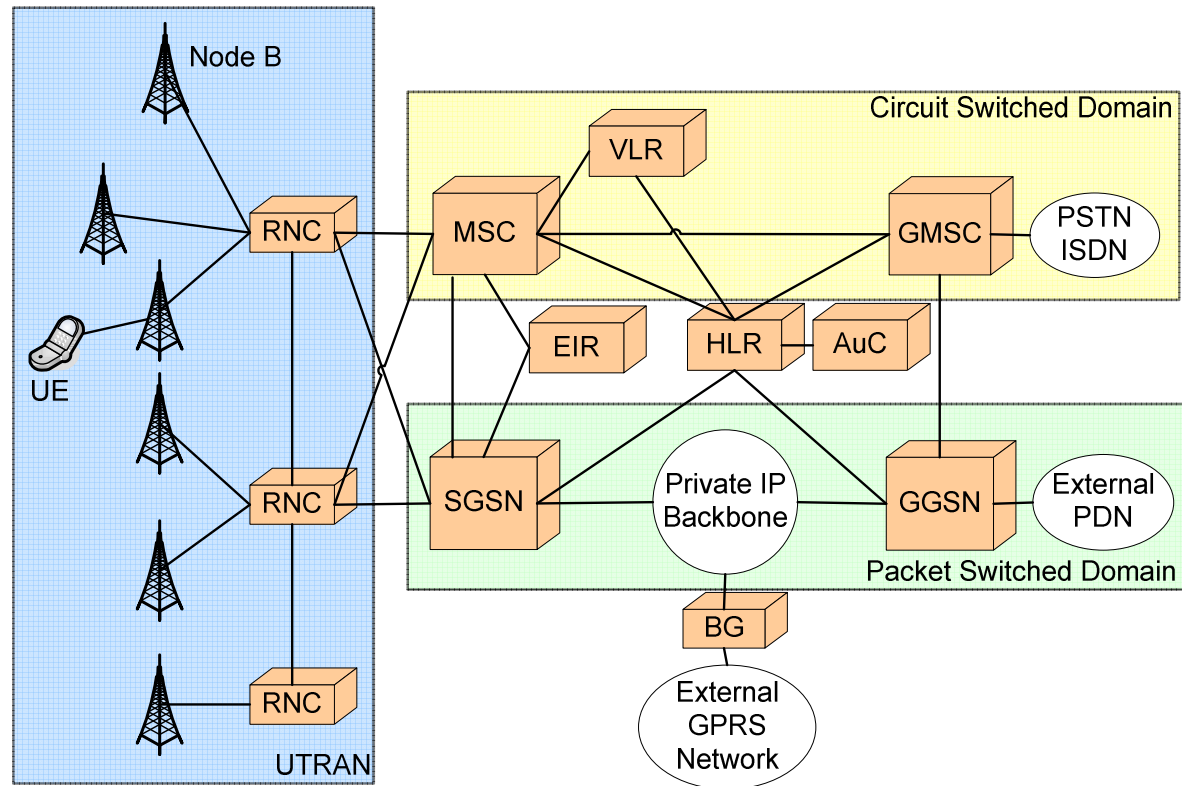 Node B
Circuit Switched Domain
VLR
RNC
MSC
GMSC
PSTN
ISDN
EIR
HLR
AuC
UE
RNC
SGSN
Private IP
Backbone
GGSN
External
PDN
Packet Switched Domain
BG
RNC
External
GPRS
Network
UTRAN